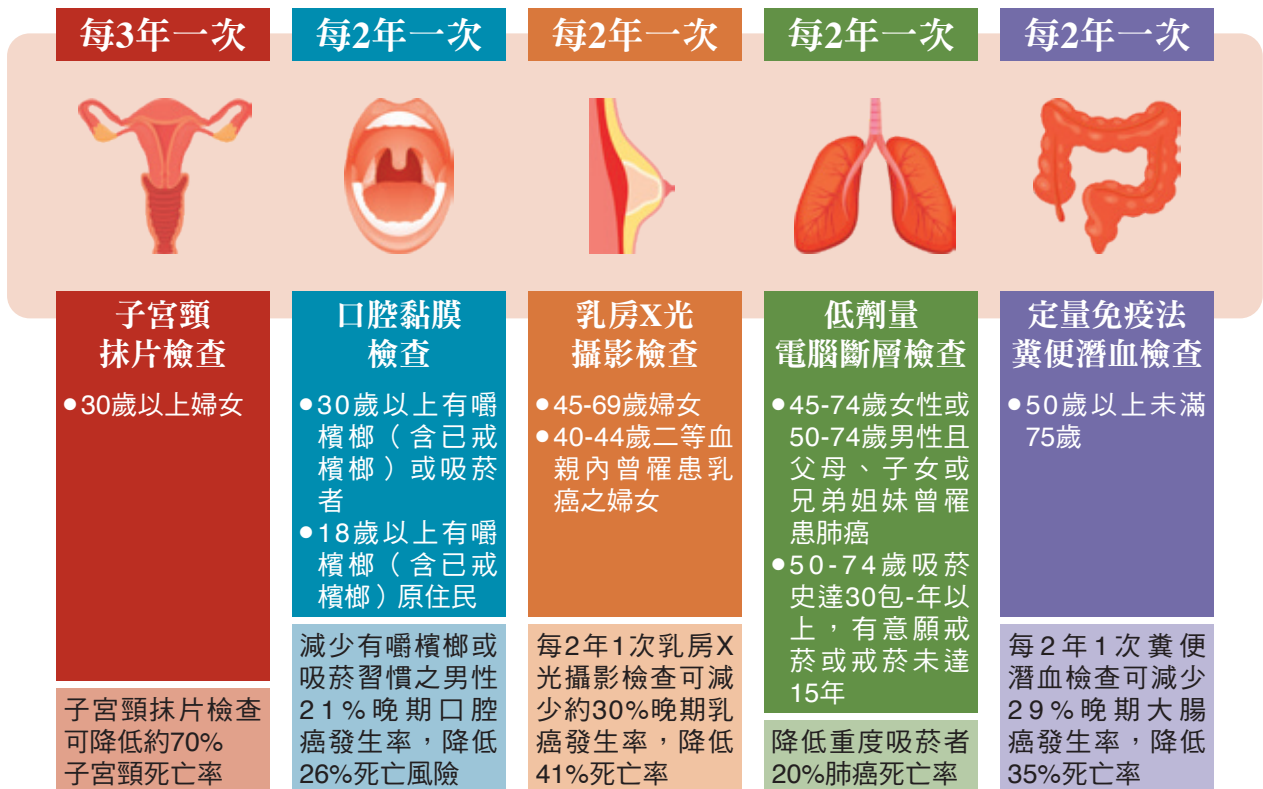 每3年一次
子宮頸
抹片檢查
●30歲以上婦女
子宮頸抹片檢查
可降低約70%
子宮頸死亡率
每2年一次
口腔黏膜
檢查
●30歲以上有嚼
檳榔（含已戒
檳榔）或吸菸
者
●18歲以上有嚼
檳榔（含已戒
檳榔）原住民
減少有嚼檳榔或
吸菸習慣之男性
21%晚期口腔
癌發生率，降低
26%死亡風險
每2年一次
乳房X光
攝影檢查
●45-69歲婦女
●40-44歲二等血
親內曾罹患乳
癌之婦女
每2年1次乳房X
光攝影檢查可減
少約30%晚期乳
癌發生率，降低
41%死亡率
每2年一次
低劑量
電腦斷層檢查
●45-74歲女性或
50-74歲男性且
父母、子女或
兄弟姐妹曾罹
患肺癌
●50-74歲吸菸
史達30包-年以
上，有意願戒
菸或戒菸未達
15年
降低重度吸菸者
20%肺癌死亡率
每2年一次
定量免疫法
糞便潛血檢查
●50歲以上未滿
75歲
每2年1次糞便
潛血檢查可減少
29%晚期大腸
癌發生率，降低
35%死亡率